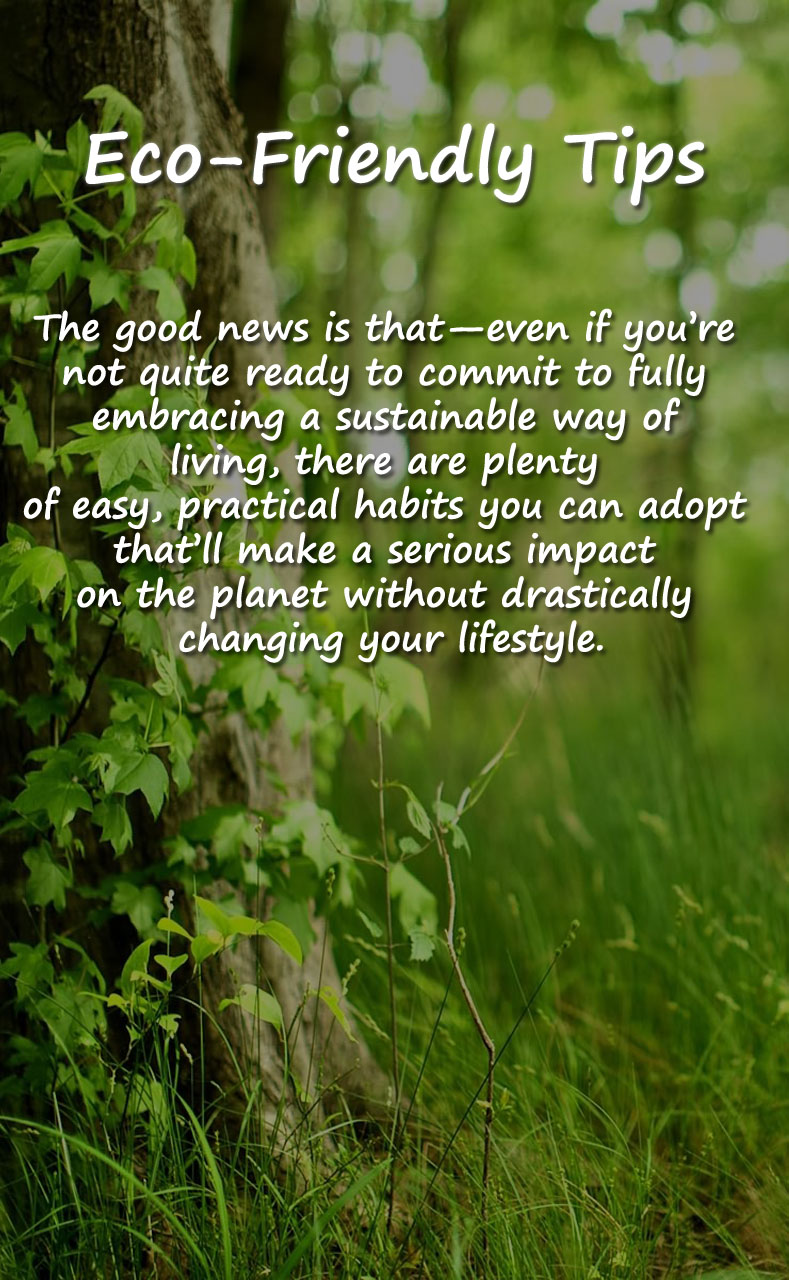 Eco-Friendly Tips
The good news is that—even if you’re
not quite ready to commit to fully
embracing a sustainable way of
living, there are plenty
of easy, practical habits you can adopt
that’ll make a serious impact
on the planet without drastically
changing your lifestyle.